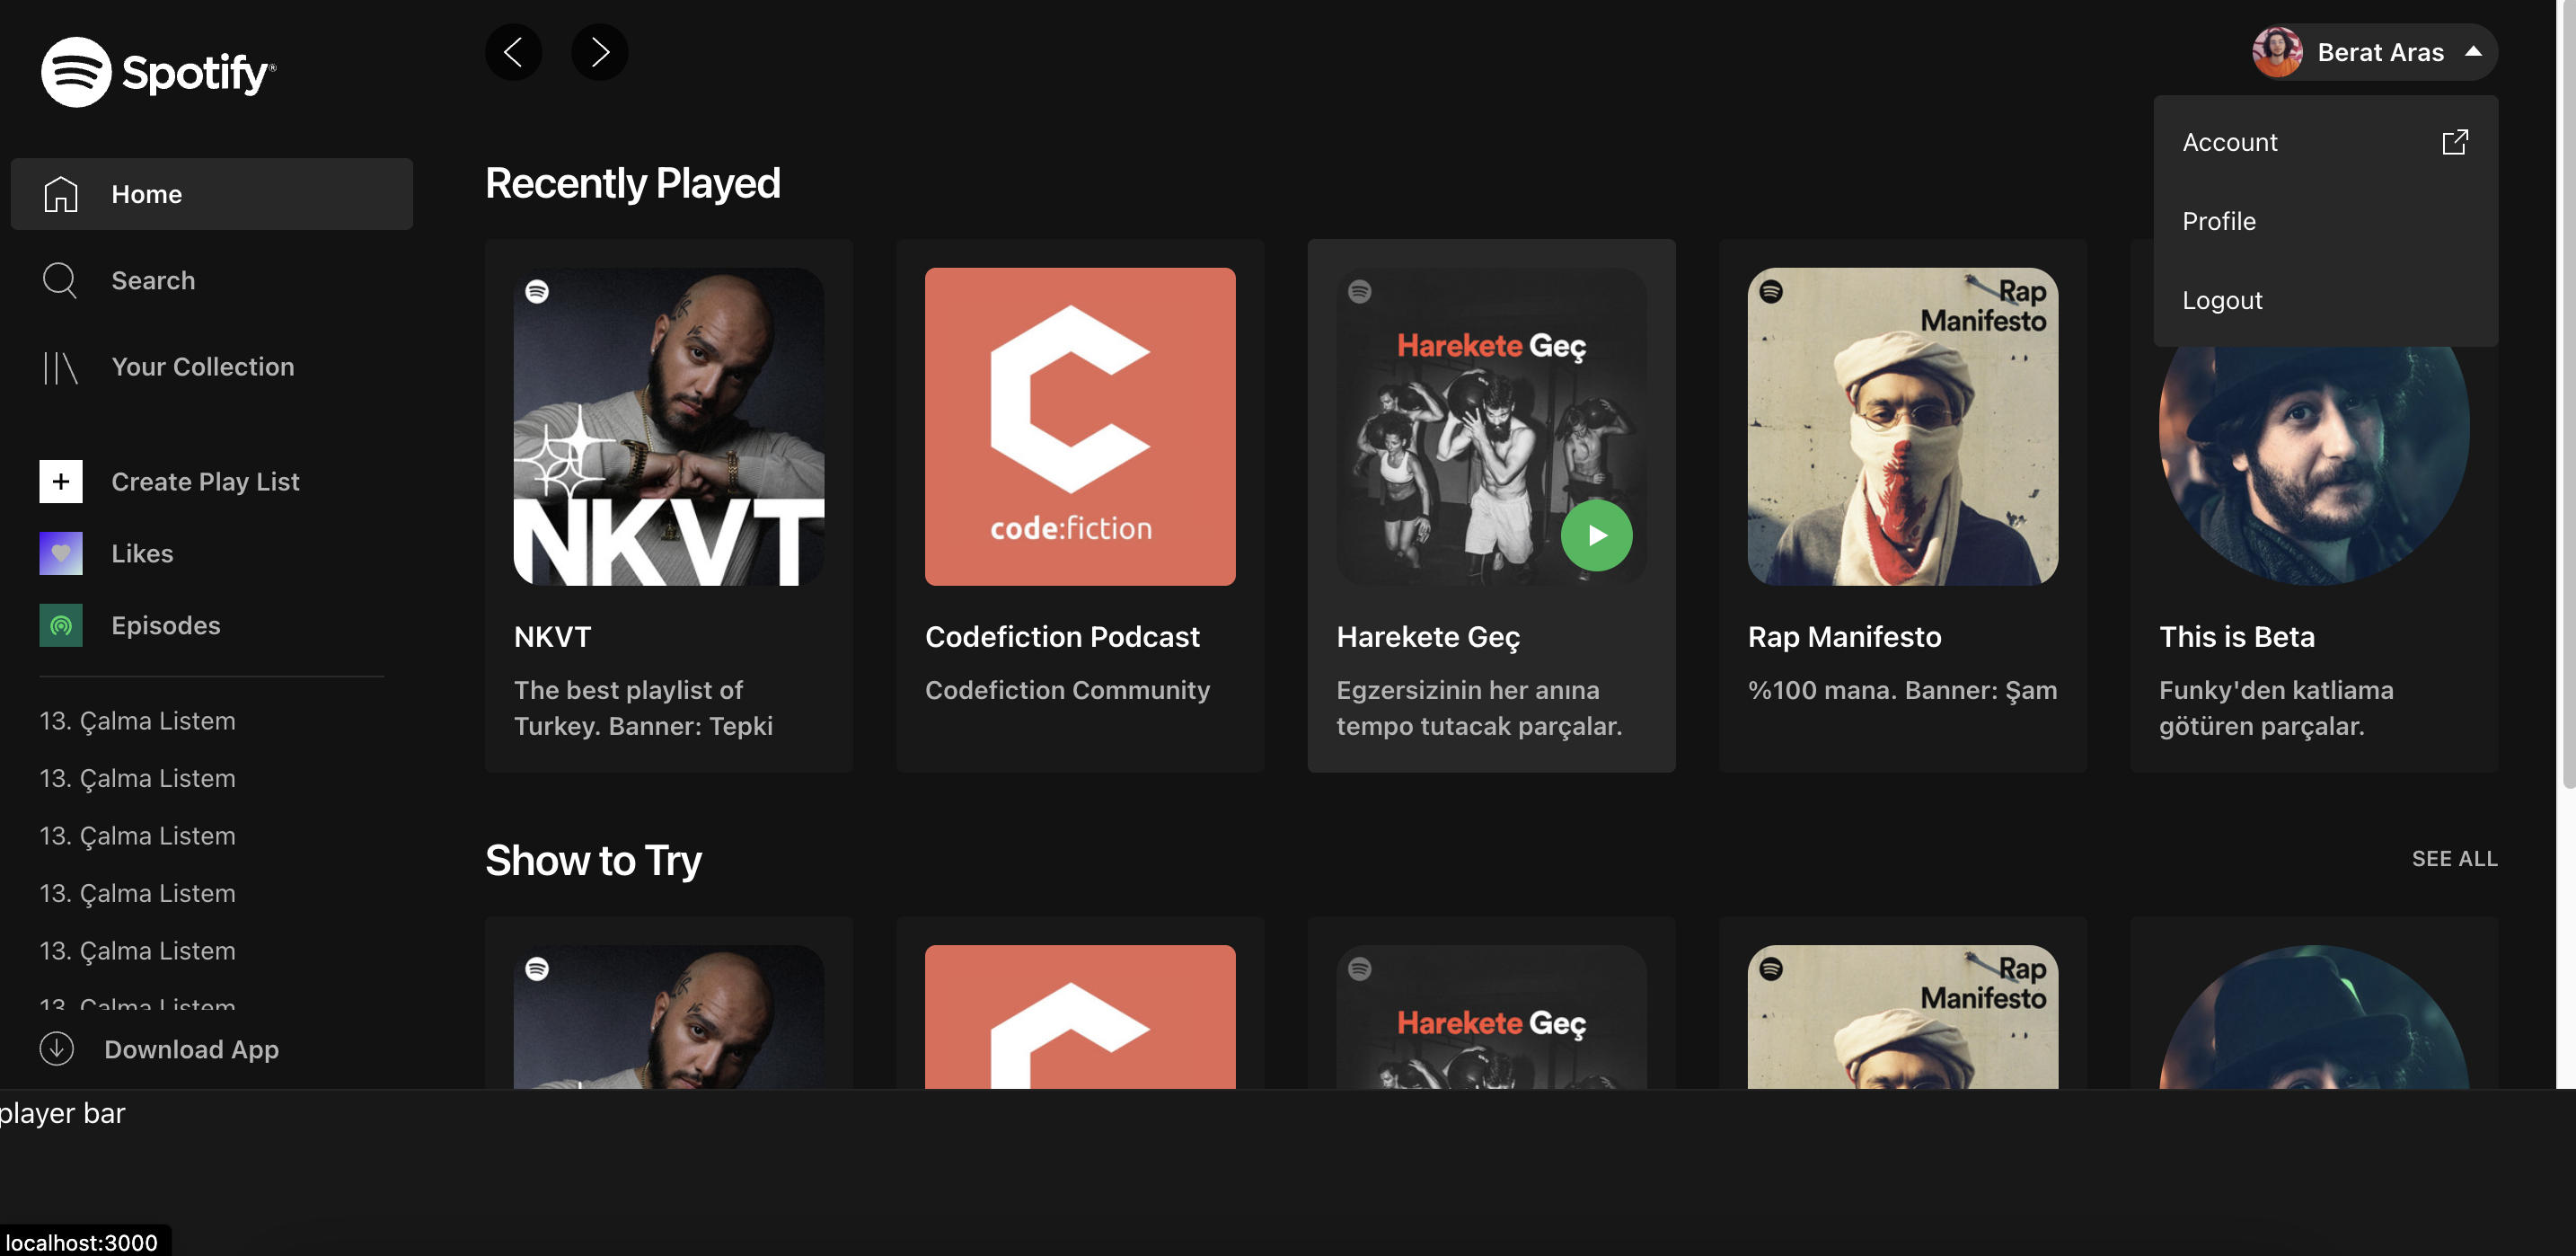 Spotify®
Berat Aras
Account
Profile
Logout
Home
Search
Your Collection
Create Play List
Likes
Episodes
13. Çalma Listem
13. Çalma Listem
13. Çalma Listem
13. Çalma Listem
13. Çalma Listem
13. Çalma Listem
Download App
Recently Played
NKVT
code:fiction
Harekete Geç
Rap
Manifesto
NKVT
The best playlist of
Turkey. Banner: Tepki
Codefiction Podcast
Codefiction Community
Harekete Geç
Egzersizinin her anına
tempo tutacak parçalar.
Rap Manifesto
%100 mana. Banner: Şam
This is Beta
Funky'den katliama
götüren parçalar.
Show to Try
SEE ALL
Harekete Geç
Rap
Manifesto
player bar
localhost:3000